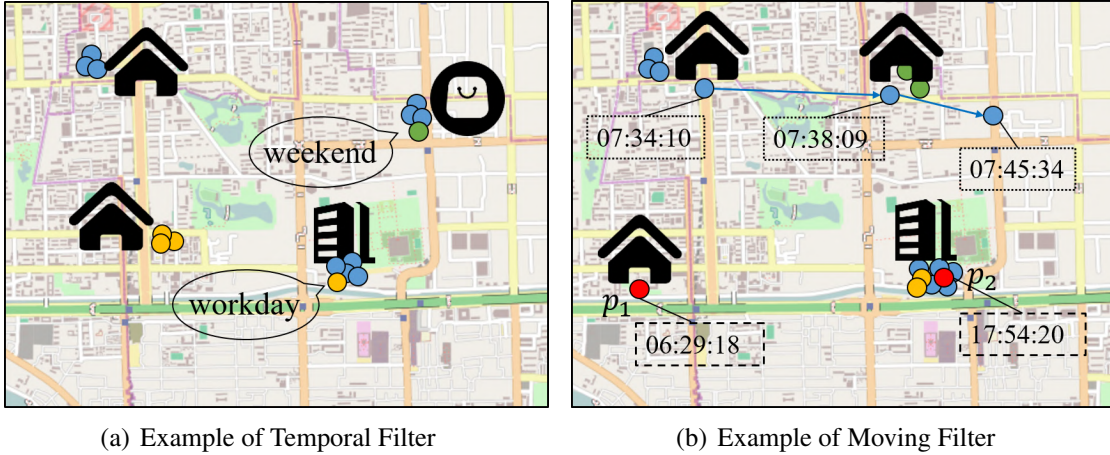 weekend
workday
07:34:10
07:38:09
07:45:34
p₁
p₂
06:29:18
17:54:20
(a) Example of Temporal Filter
(b) Example of Moving Filter